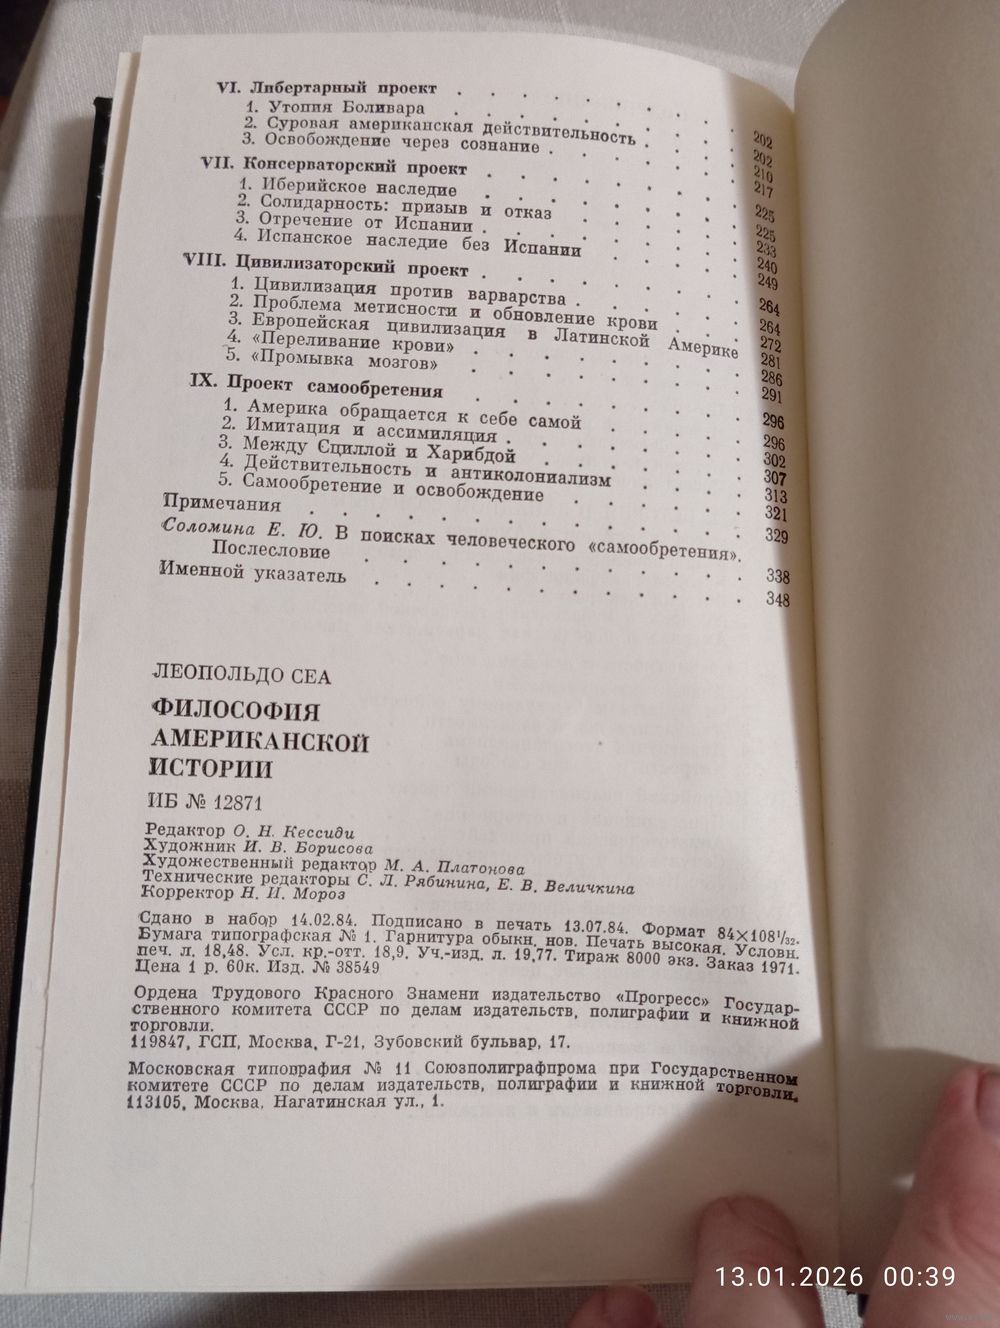 VI. Либертарный проект . . . . . . . . 202
1. Утопия Боливара . . . . . . . . 202
2. Суровая американская действительность . . . . 210
3. Освобождение через сознание . . . . . . . 217
VII. Консерваторский проект . . . . . . . . 225
1. Иберийское наследие . . . . . . . . 225
2. Солидарность: призыв и отказ . . . . . . 233
3. Отречение от Испании . . . . . . . . 240
4. Испанское наследие без Испании . . . . . 249
VIII. Цивилизаторский проект . . . . . . . . 264
1. Цивилизация против варварства . . . . . . 264
2. Проблема метисности и обновление крови . . . 272
3. Европейская цивилизация в Латинской Америке 281
4. «Переливание крови» . . . . . . . . 286
5. «Промывка мозгов» . . . . . . . . 291
IX. Проект самообретения . . . . . . . . 296
1. Америка обращается к себе самой . . . . . 296
2. Имитация и ассимиляция . . . . . . . 302
3. Между Сциллой и Харибдой . . . . . . 307
4. Действительность и антиколониализм . . . . 313
5. Самообретение и освобождение . . . . . . 321
Примечания . . . . . . . . . . . . 329
Соломина Е. Ю. В поисках человеческого «самообретения».
Послесловие . . . . . . . . . . . 338
Именной указатель . . . . . . . . . . . 348
ЛЕОПОЛЬДО СЕА
ФИЛОСОФИЯ
АМЕРИКАНСКОЙ
ИСТОРИИ
ИБ № 12871
Редактор О. Н. Кессиди
Художник И. В. Борисова
Художественный редактор М. А. Платонова
Технические редакторы С. Л. Рябинина, Е. В. Величкина
Корректор Н. И. Мороз
Сдано в набор 14.02.84. Подписано в печать 13.07.84. Формат 84×108¹/₃₂.
Бумага типографская № 1. Гарнитура обыкн. нов. Печать высокая. Условн.
печ. л. 18,48. Усл. кр.-отт. 18,9. Уч.-изд. л. 19,77. Тираж 8000 экз. Заказ 1971.
Цена 1 р. 60к. Изд. № 38549
Ордена Трудового Красного Знамени издательство «Прогресс» Государ-
ственного комитета СССР по делам издательств, полиграфии и книжной
торговли.
119847, ГСП, Москва, Г-21, Зубовский бульвар, 17.
Московская типография № 11 Союзполиграфпрома при Государственном
комитете СССР по делам издательств, полиграфии и книжной торговли,
113105, Москва, Нагатинская ул., 1.
13.01.2026 00:39